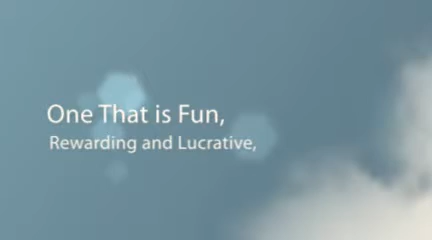 One That is Fun,
Rewarding and Lucrative,